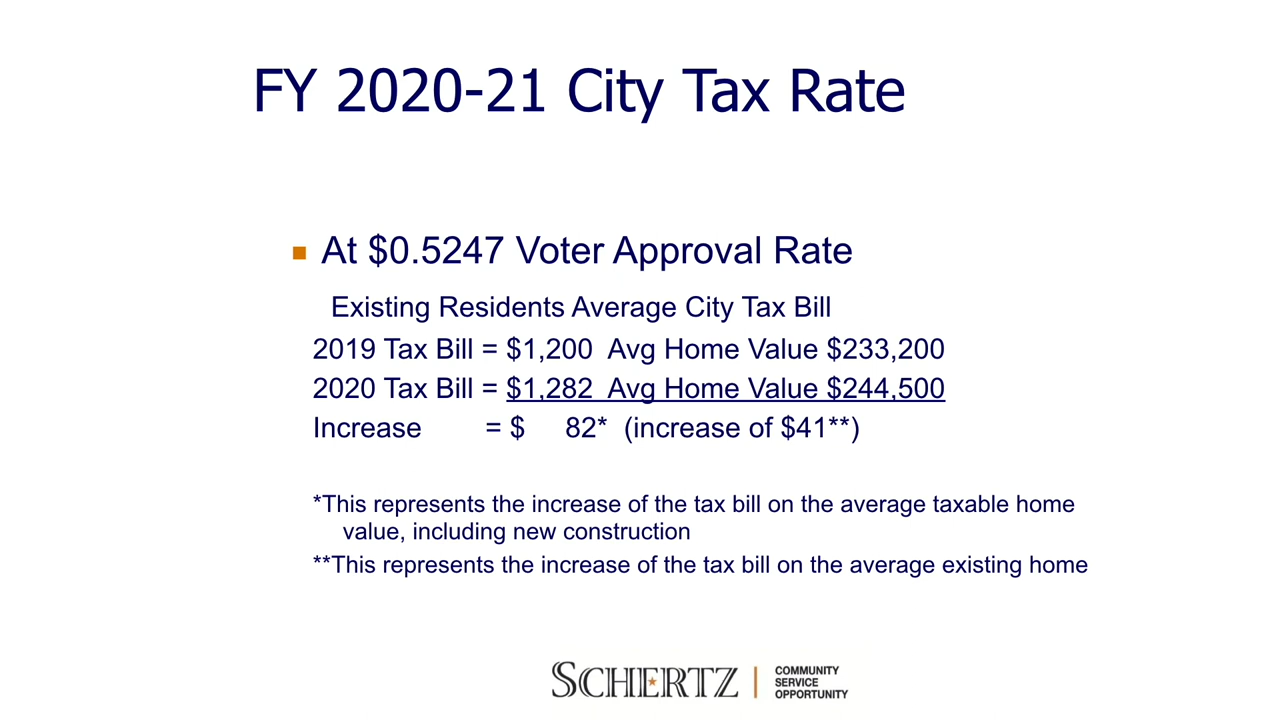 FY 2020-21 City Tax Rate
At $0.5247 Voter Approval Rate
Existing Residents Average City Tax Bill
2019 Tax Bill = $1,200 Avg Home Value $233,200
2020 Tax Bill = $1,282 Avg Home Value $244,500
Increase = $ 82* (increase of $41**)
*This represents the increase of the tax bill on the average taxable home
value, including new construction
**This represents the increase of the tax bill on the average existing home
SCHERTZ
COMMUNITY
SERVICE
OPPORTUNITY